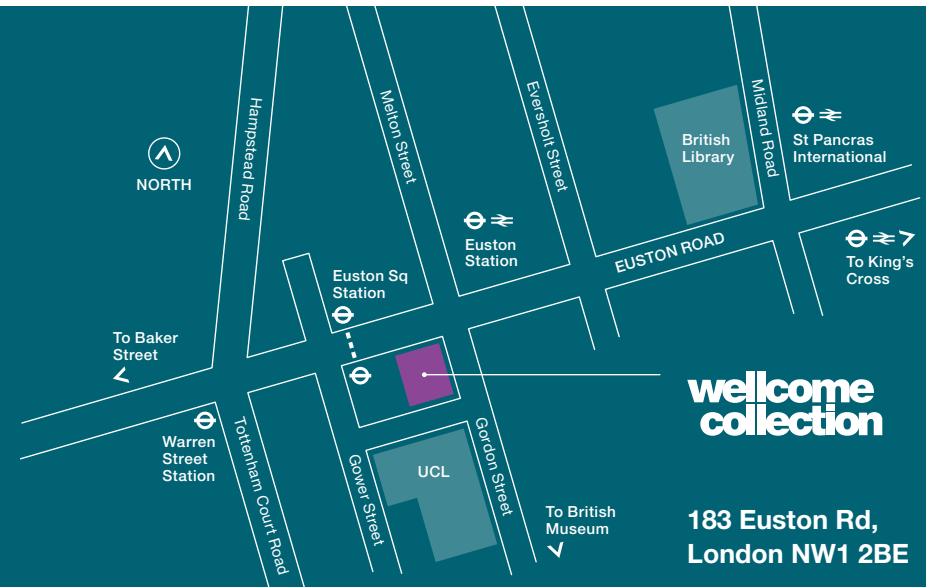 Hampstead Road
Melton Street
Eversholt Street
Midland Road
British
Library
St Pancras
International
NORTH
Euston
Station
EUSTON ROAD
To King's
Cross
Euston Sq
Station
To Baker
Street
Warren
Street
Station
Tottenham Court Road
Gower Street
UCL
Gordon Street
To British
Museum
wellcome
collection
183 Euston Rd,
London NW1 2BE